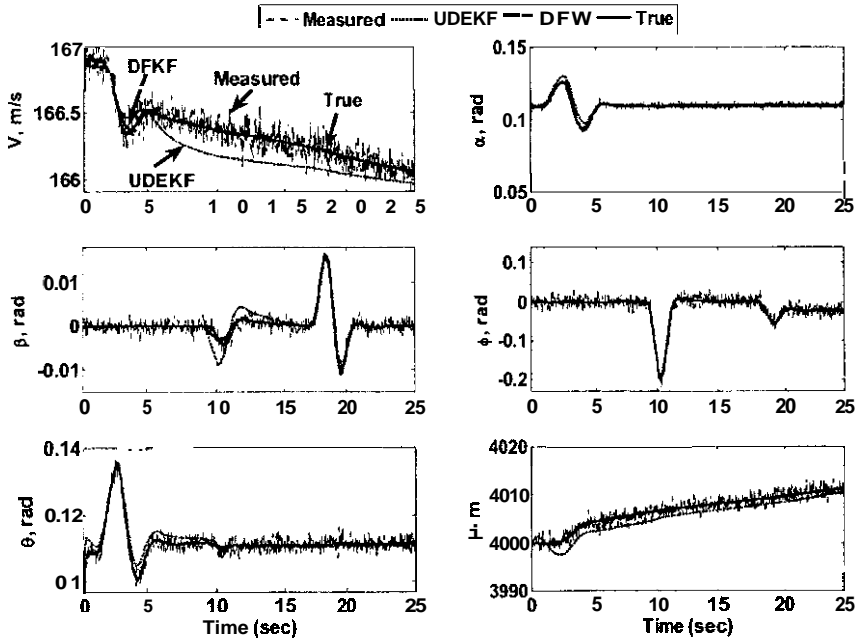 Measured UDEKF DFW True
167
166.5
166
V, m/s
DFKF
Measured
True
UDEKF
0 5 1 0 1 5 2 0 2 5
0.15
0.1
0.05
α, rad
0 5 10 15 20 25
0.01
0
-0.01
β, rad
0 5 10 15 20 25
0.1
0
-0.1
-0.2
ϕ, rad
0 5 10 15 20 25
0.14
0.12
0 1
θ, rad
0 5 10 15 20 25
Time (sec)
4020
4010
4000
3990
0 5 10 15 20 25
Time (sec)